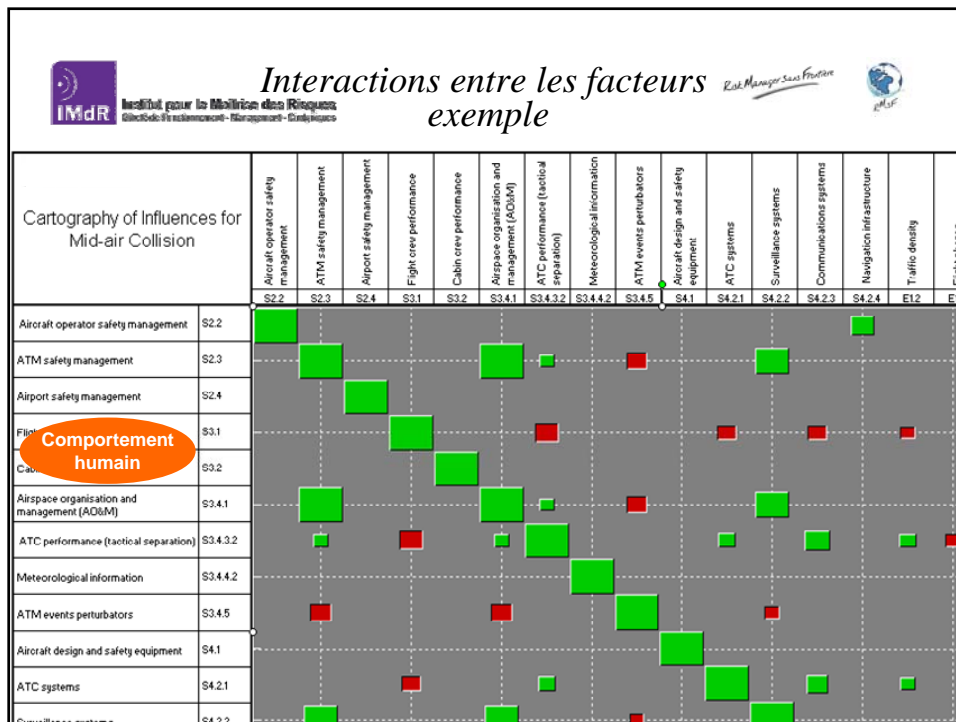 IMdR
Institut pour la Maîtrise des Risques
Interactions entre les facteurs
exemple
Risk Manager Sans Frontière
RMSF
Cartography of Influences for
Mid-air Collision
Aircraft operator safety
management
ATM safety management
Airport safety management
Flight crev performance
Cabin crev performance
Airspace organisation and
management (AO&M)
ATC performance (tactical
separation)
Meteorological information
ATM events perturbators
Aircraft design and safety
equipment
ATC systems
Surveillance systems
Communications systems
Navigation infrastructure
Traffic density
S2.2 S2.3 S2.4 S3.1 S3.2 S3.4.1 S3.4.3.2 S3.4.4.2 S3.4.5 S4.1 S4.2.1 S4.2.2 S4.2.3 S4.2.4 E1.2
Aircraft operator safety management S2.2
ATM safety management S2.3
Airport safety management S2.4
S3.1
Comportement
humain
S3.2
Airspace organisation and
management (AO&M) S3.4.1
ATC performance (tactical separation) S3.4.3.2
Meteorological information S3.4.4.2
ATM events perturbators S3.4.5
Aircraft design and safety equipment S4.1
ATC systems S4.2.1
Surveillance systems S4.2.2